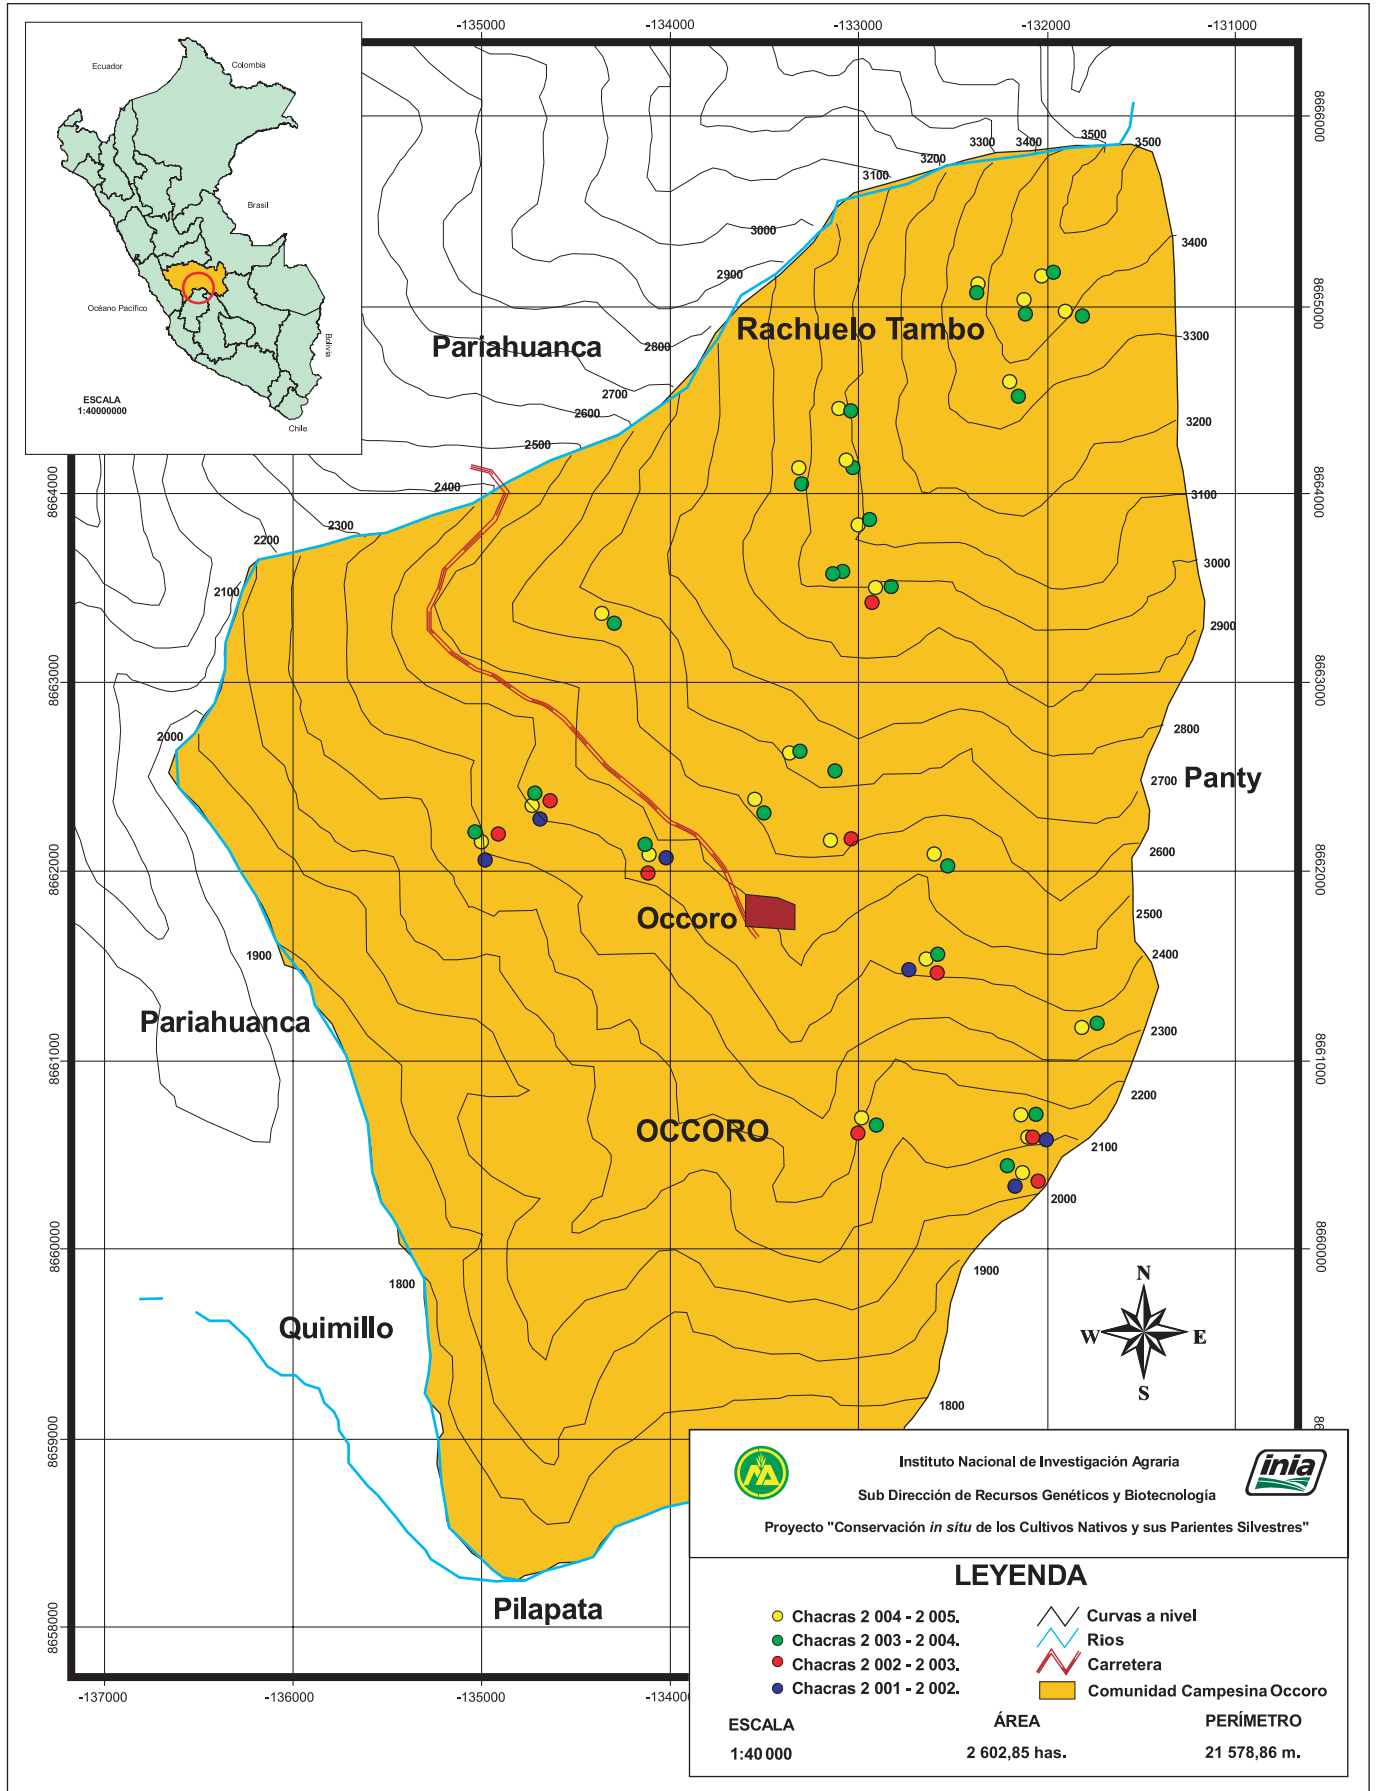 -135000
-134000
-133000
-132000
-131000
Ecuador
Colombia
Brasil
Océano Pacífico
Bolivia
Chile
ESCALA
1:40000000
8666000
8665000
8664000
8663000
8662000
8661000
8660000
86
8664000
8663000
8662000
8661000
8660000
8659000
8658000
3500
3500
3400
3300
3200
3100
3000
2900
2800
2700
2600
2500
2400
2300
2200
2100
2000
1900
1800
3400
3300
3200
3100
3000
2900
2800
2700
2600
2500
2400
2300
2200
2100
2000
1900
1800
Rachuelo Tambo
Pariahuanca
Panty
Occoro
Pariahuanca
OCCORO
Quimillo
Pilapata
N
W
E
S
-137000
-136000
-135000
-134000
Instituto Nacional de Investigación Agraria
inia
Sub Dirección de Recursos Genéticos y Biotecnología
Proyecto "Conservación in situ de los Cultivos Nativos y sus Parientes Silvestres"
LEYENDA
Chacras 2 004 - 2 005.
Chacras 2 003 - 2 004.
Chacras 2 002 - 2 003.
Chacras 2 001 - 2 002.
Curvas a nivel
Rios
Carretera
Comunidad Campesina Occoro
ESCALA
1:40 000
ÁREA
2 602,85 has.
PERÍMETRO
21 578,86 m.